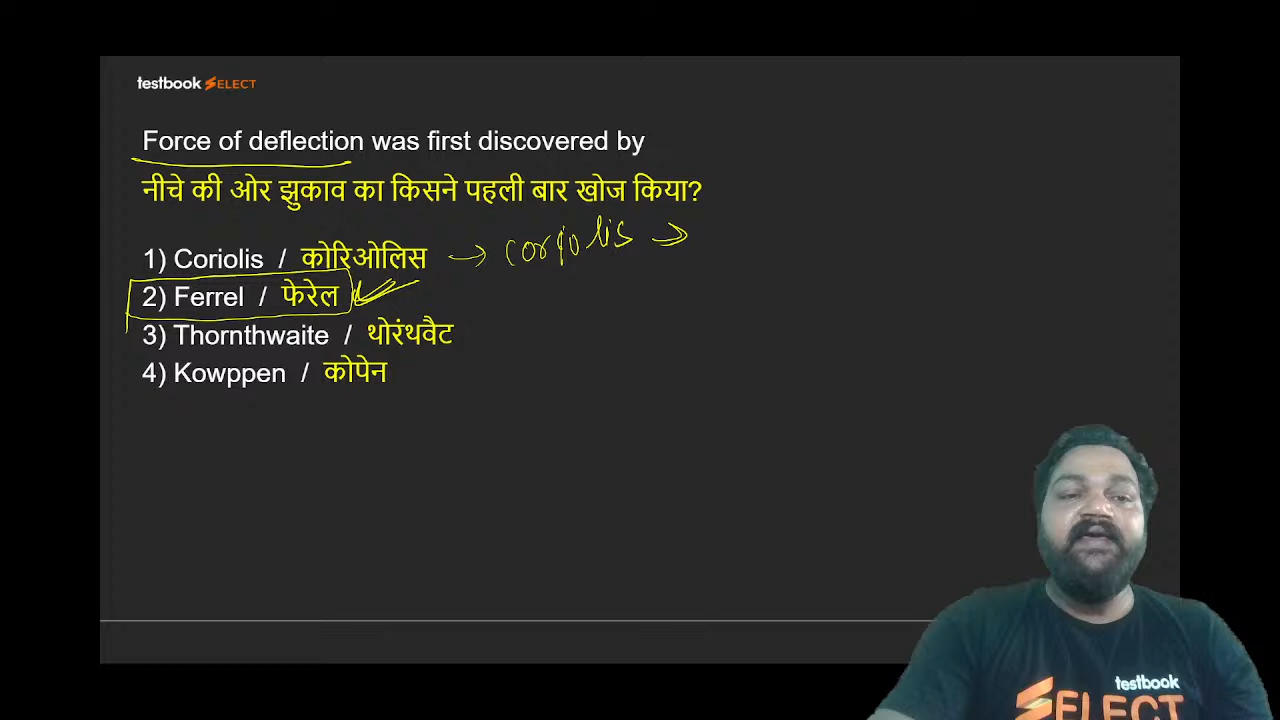 testbook SELECT
Force of deflection was first discovered by
नीचे की ओर झुकाव का किसने पहली बार खोज किया?
1) Coriolis / कोरिओलिस → coriolis →
2) Ferrel / फेरेल
3) Thornthwaite / थोरंथवैट
4) Kowppen / कोपेन
testbook
SELECT